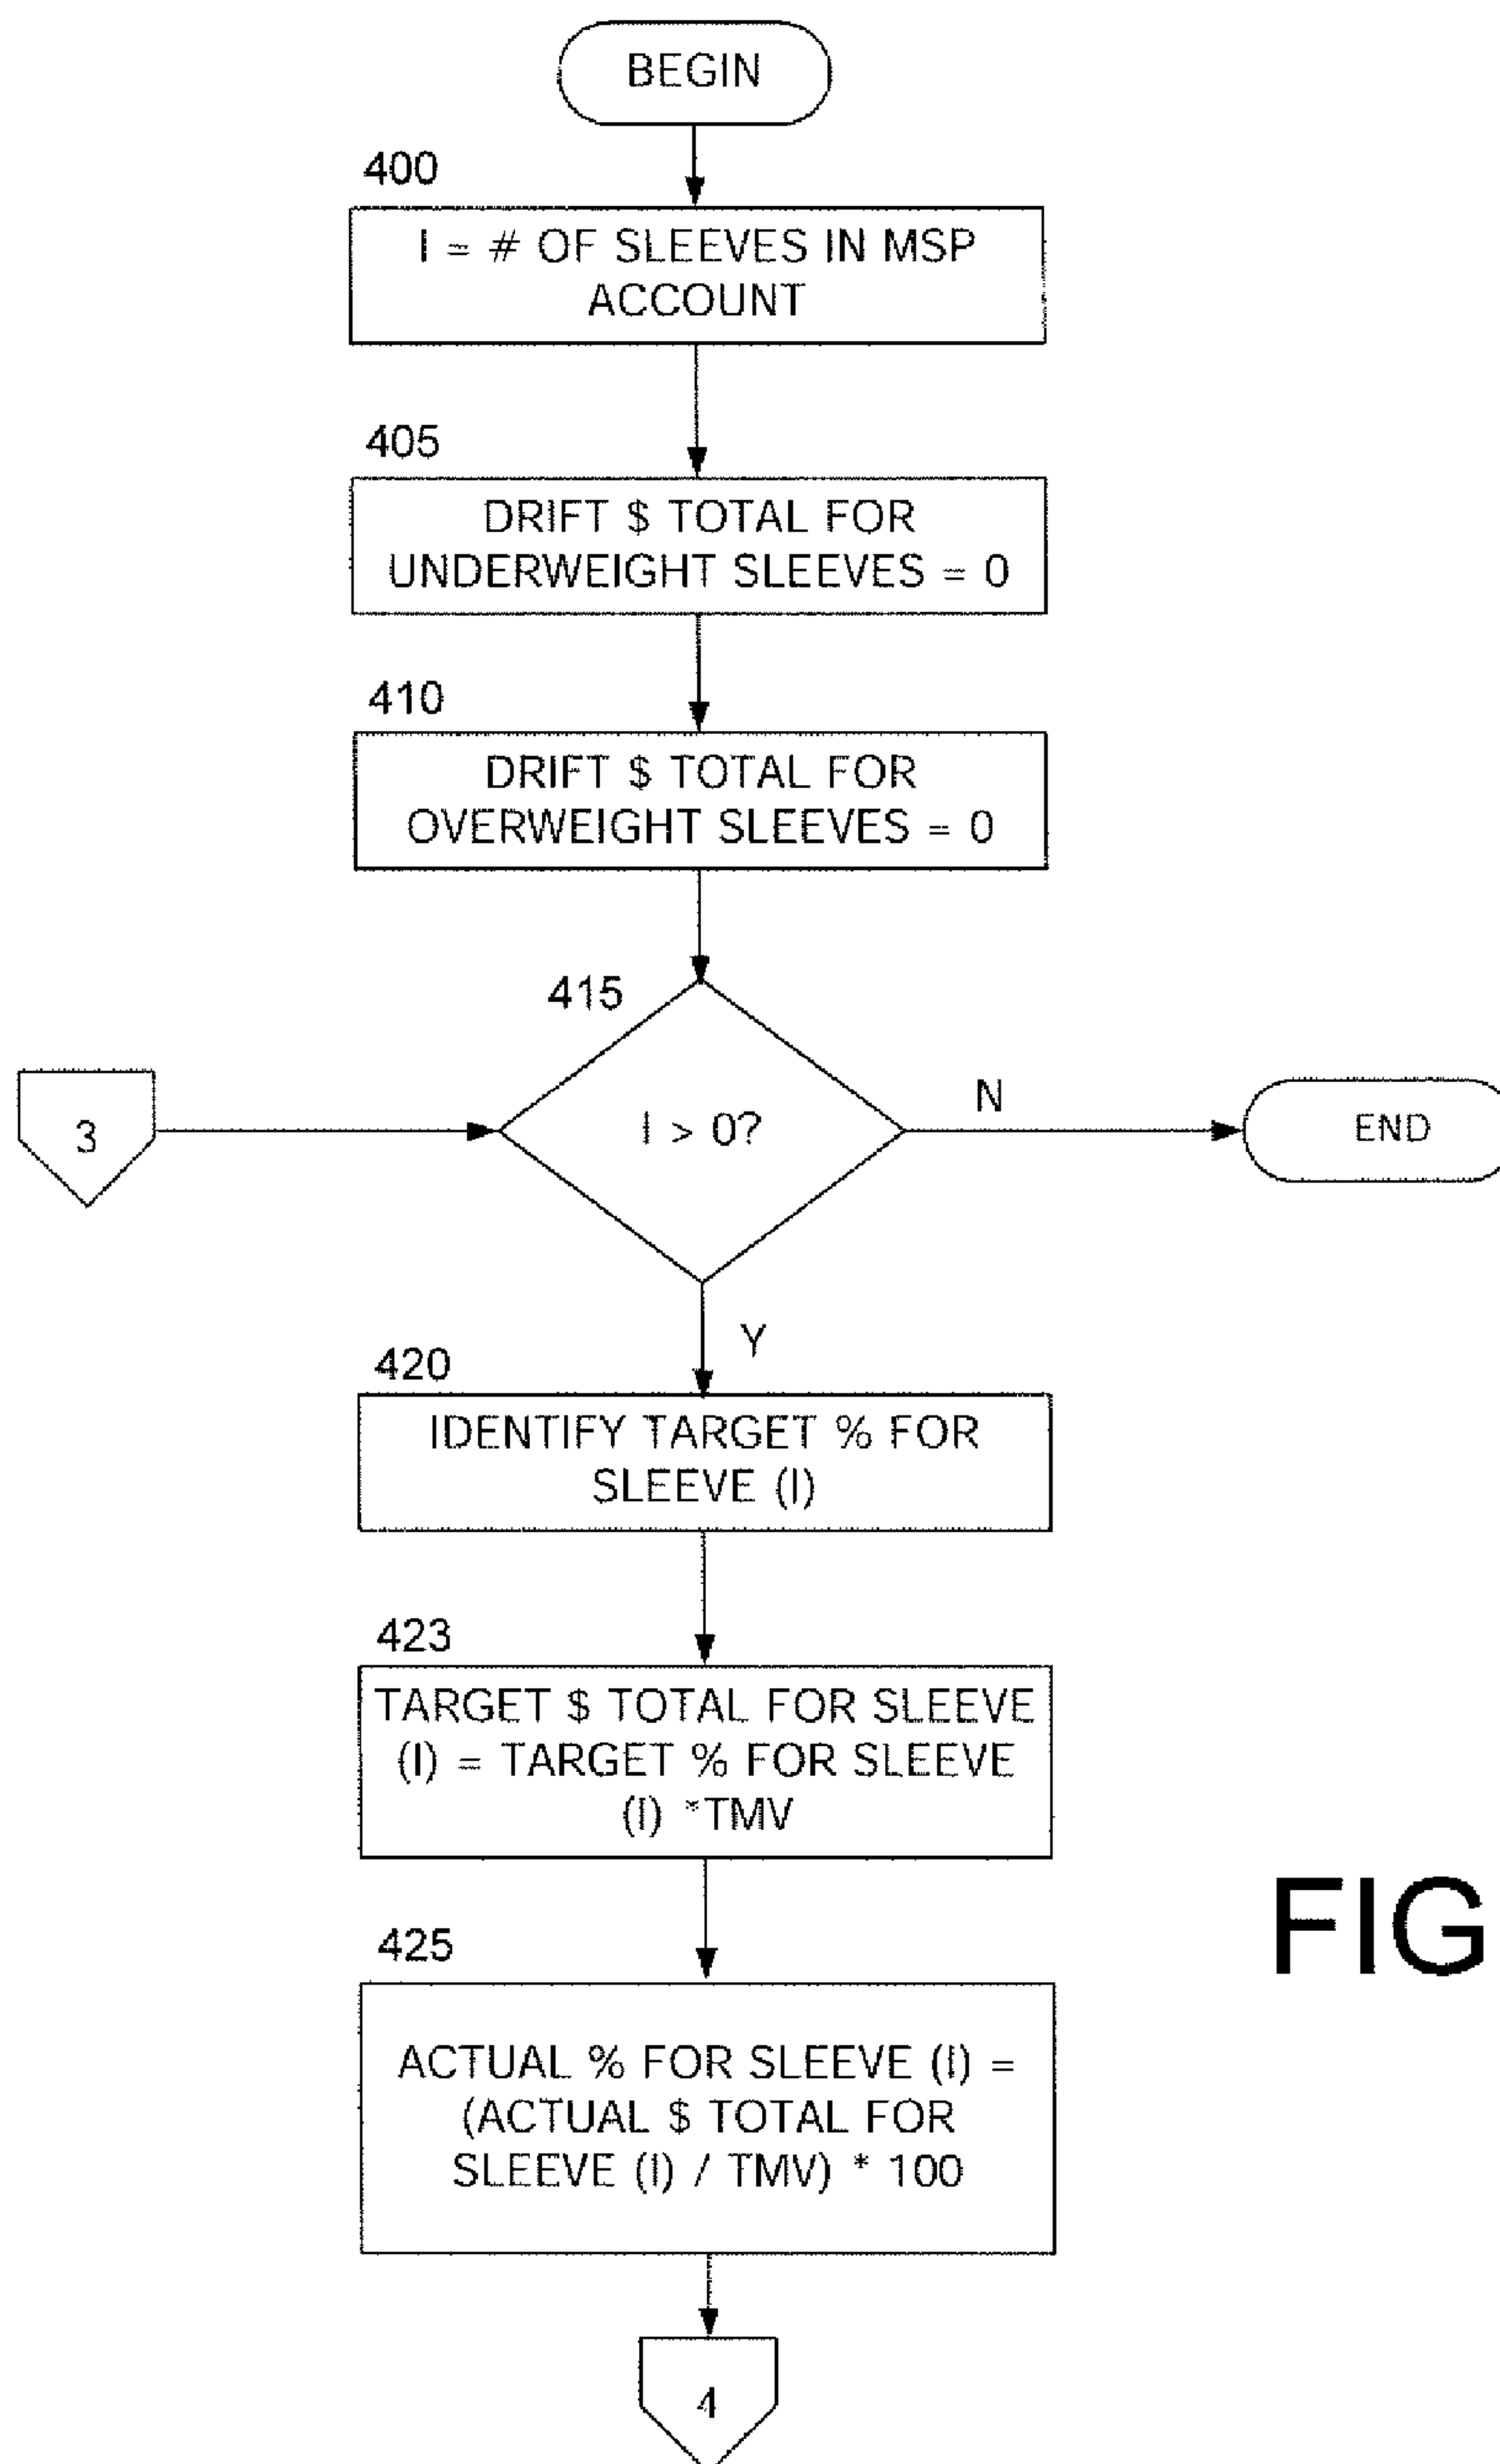 BEGIN
400
I = # OF SLEEVES IN MSP
ACCOUNT
405
DRIFT $ TOTAL FOR
UNDERWEIGHT SLEEVES = 0
410
DRIFT $ TOTAL FOR
OVERWEIGHT SLEEVES = 0
415
3
I > 0?
N
END
Y
420
IDENTIFY TARGET % FOR
SLEEVE (I)
423
TARGET $ TOTAL FOR SLEEVE
(I) = TARGET % FOR SLEEVE
(I) *TMV
FIG
425
ACTUAL % FOR SLEEVE (I) =
(ACTUAL $ TOTAL FOR
SLEEVE (I) / TMV) * 100
4